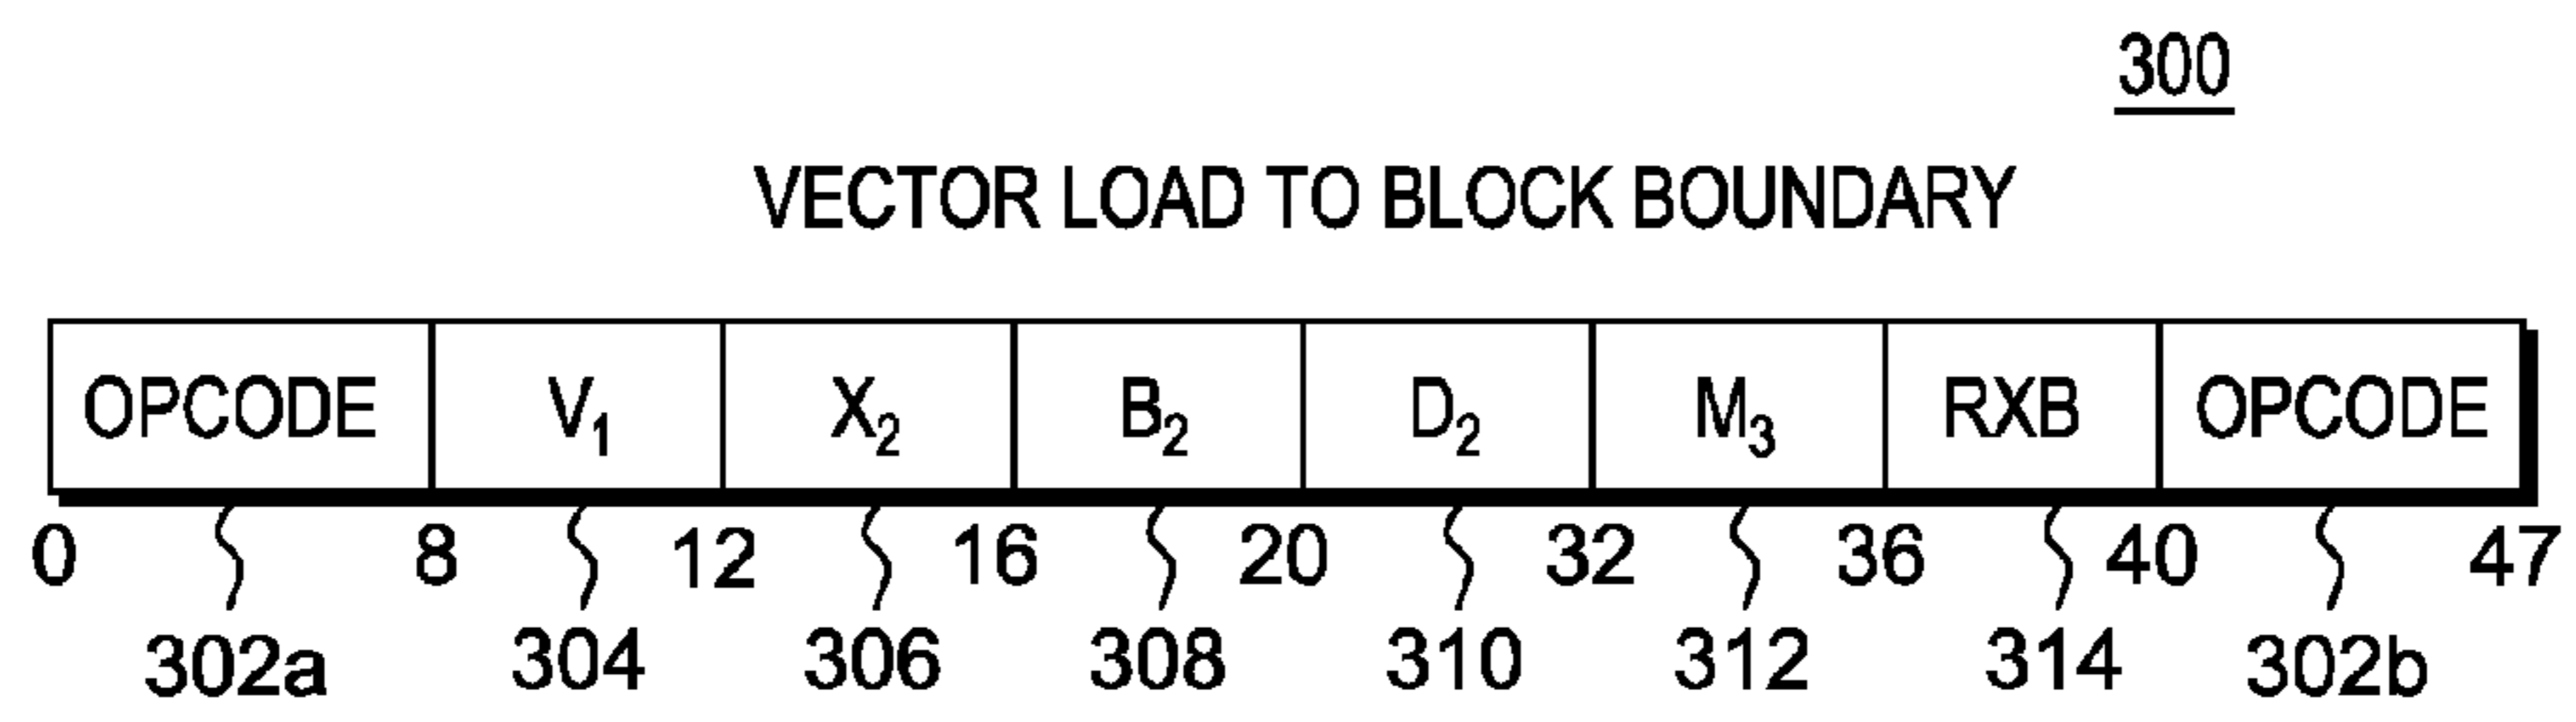 300
VECTOR LOAD TO BLOCK BOUNDARY
OPCODE V₁ X₂ B₂ D₂ M₃ RXB OPCODE
0 8 12 16 20 32 36 40 47
302a 304 306 308 310 312 314 302b